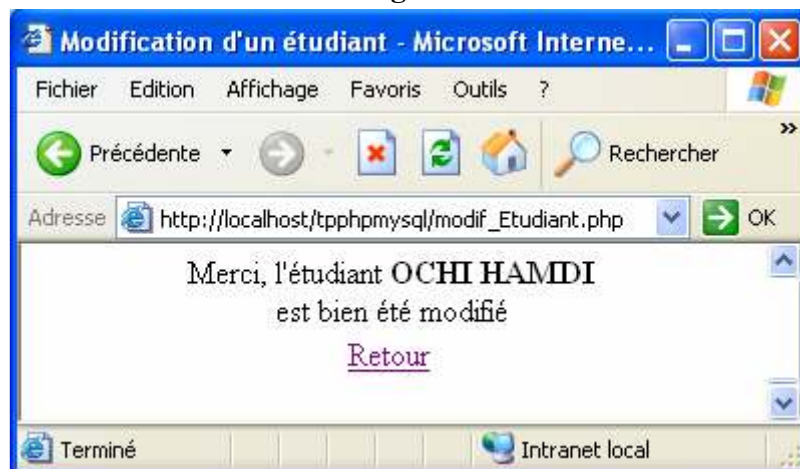 Modification d'un étudiant - Microsoft Interne...
Fichier Edition Affichage Favoris Outils ?
Précédente Rechercher »
Adresse http://localhost/tpphpmysql/modif_Etudiant.php OK
Merci, l'étudiant OCHI HAMDI
est bien été modifié
Retour
Terminé Intranet local